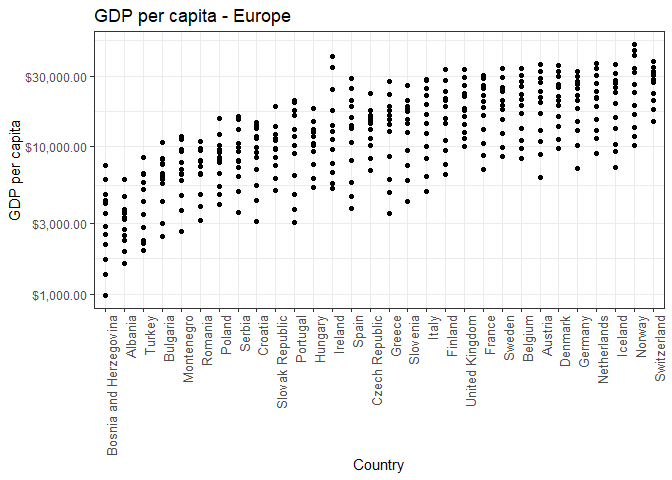 GDP per capita - Europe
GDP per capita
$30,000.00
$10,000.00
$3,000.00
$1,000.00
Bosnia and Herzegovina
Albania
Turkey
Bulgaria
Montenegro
Romania
Poland
Serbia
Croatia
Slovak Republic
Portugal
Hungary
Ireland
Spain
Czech Republic
Greece
Slovenia
Italy
Finland
United Kingdom
France
Sweden
Belgium
Austria
Denmark
Germany
Netherlands
Iceland
Norway
Switzerland
Country